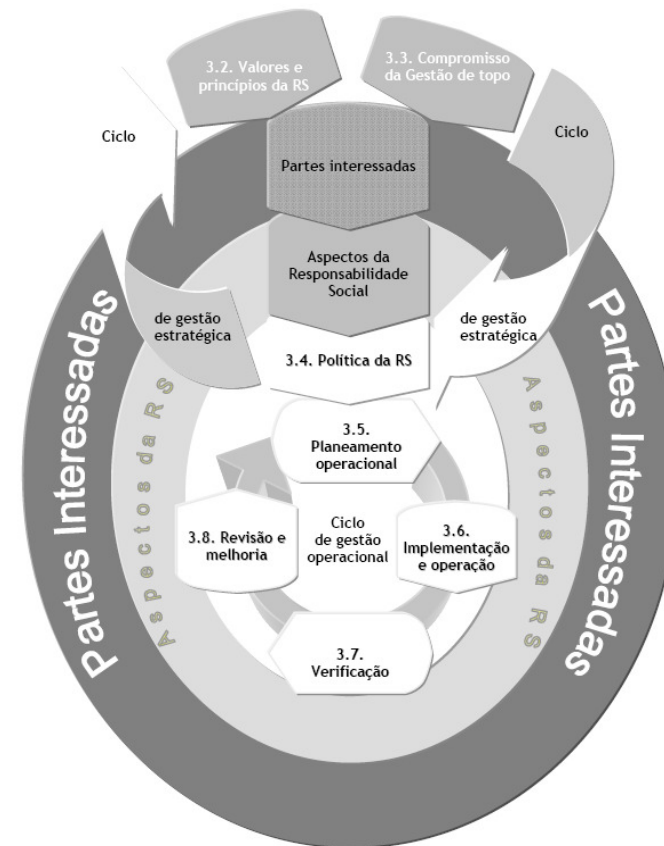 3.2. Valores e
princípios da RS
3.3. Compromisso
da Gestão de topo
Ciclo
Ciclo
Partes interessadas
Aspectos da
Responsabilidade
Social
de gestão
estratégica
de gestão
estratégica
3.4. Política da RS
Partes Interessadas
Aspectos da RS
Aspectos da RS
Partes Interessadas
3.5.
Planeamento
operacional
3.8. Revisão e
melhoria
Ciclo
de gestão
operacional
3.6.
Implementação
e operação
3.7.
Verificação